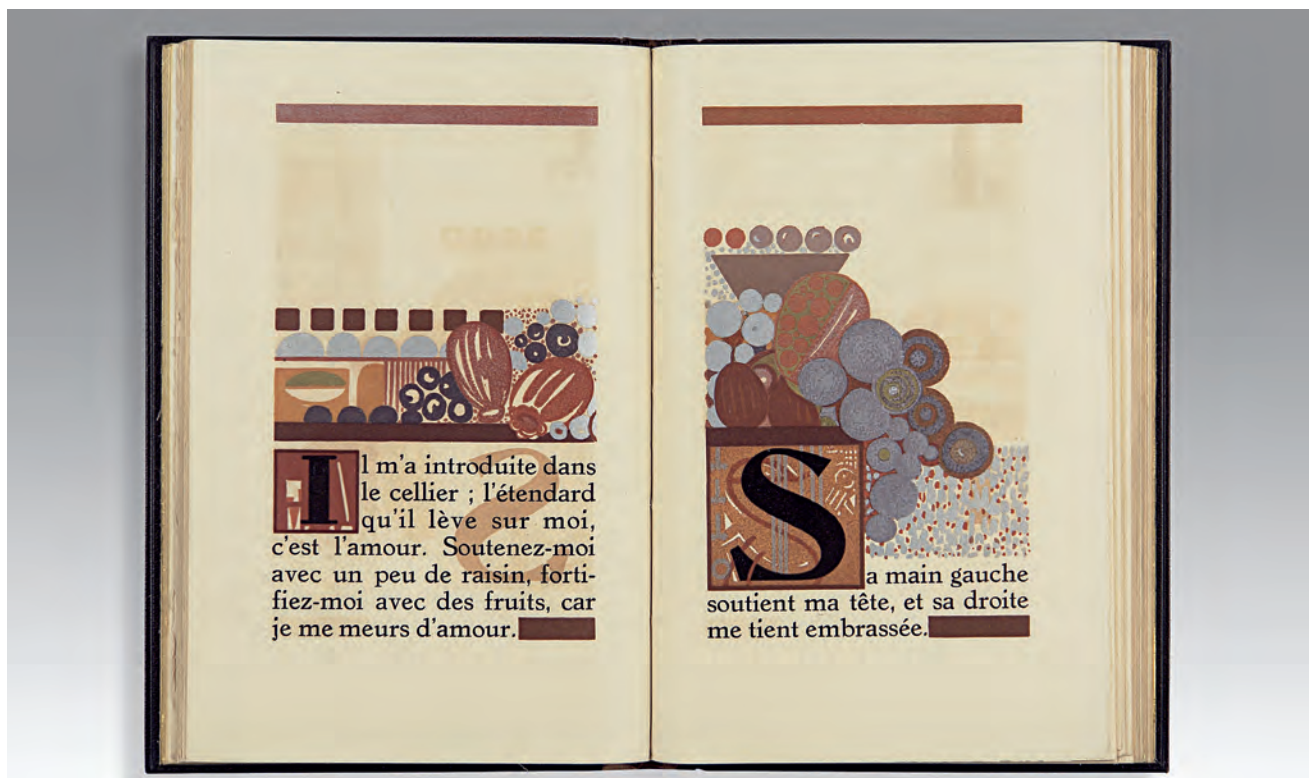 Il m'a introduite dans
le cellier ; l'étendard
qu'il lève sur moi,
c'est l'amour. Soutenez-moi
avec un peu de raisin, forti-
fiez-moi avec des fruits, car
je me meurs d'amour.
Sa main gauche
soutient ma tête, et sa droite
me tient embrassée.